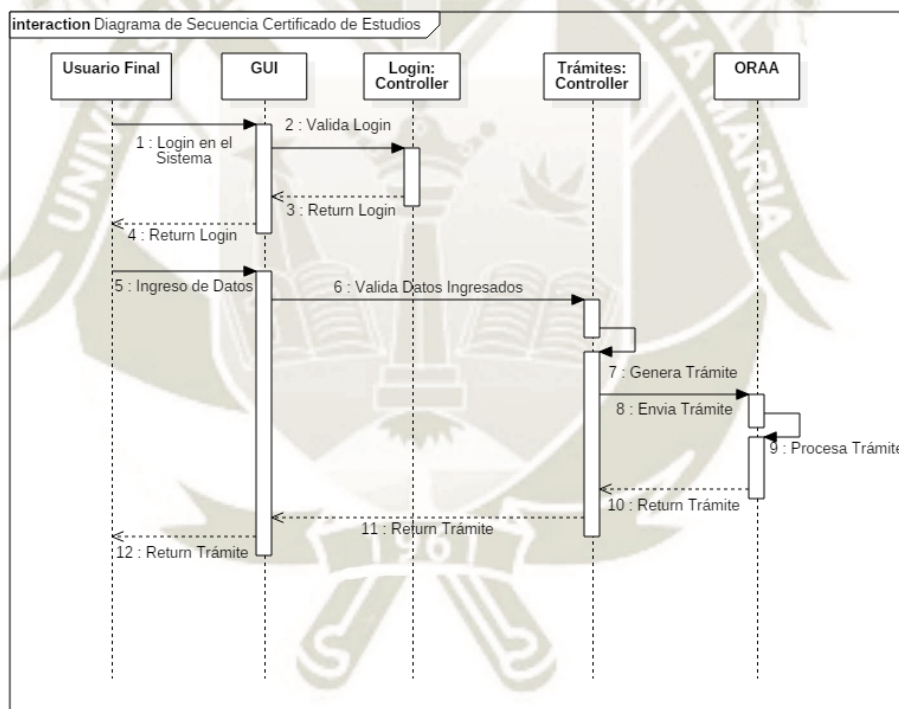 interaction Diagrama de Secuencia Certificado de Estudios
Usuario Final
GUI
Login:
Controller
Trámites:
Controller
ORAA
1 : Login en el
Sistema
2 : Valida Login
3 : Return Login
4 : Return Login
5 : Ingreso de Datos
6 : Valida Datos Ingresados
7 : Genera Trámite
8 : Envia Trámite
9 : Procesa Trámite
10 : Return Trámite
11 : Return Trámite
12 : Return Trámite
MARIA
1961